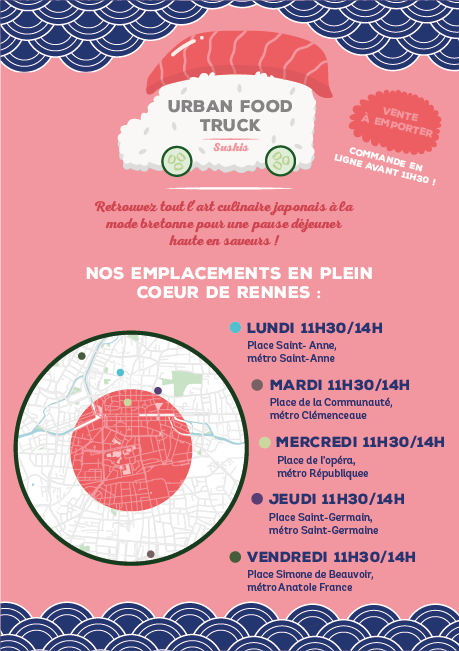 URBAN FOOD
TRUCK
Sushis
VENTE
À EMPORTER
COMMANDE EN
LIGNE AVANT 11H30 !
Retrouvez tout l'art culinaire japonais à la
mode bretonne pour une pause déjeuner
haute en saveurs !
NOS EMPLACEMENTS EN PLEIN
COEUR DE RENNES :
LUNDI 11H30/14H
Place Saint- Anne,
métro Saint-Anne
MARDI 11H30/14H
Place de la Communauté,
métro Clémenceaue
MERCREDI 11H30/14H
Place de l'opéra,
métro Républiquee
JEUDI 11H30/14H
Place Saint-Germain,
métro Saint-Germaine
VENDREDI 11H30/14H
Place Simone de Beauvoir,
métro Anatole France